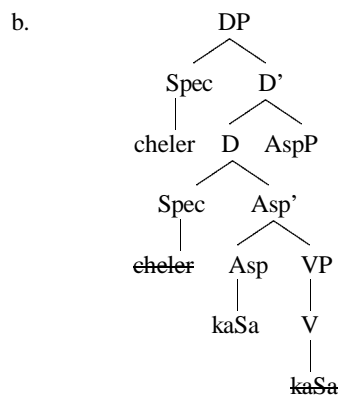 b. DP
Spec D’
cheler D AspP
Spec Asp’
cheler Asp VP
kaSa V
kaSa